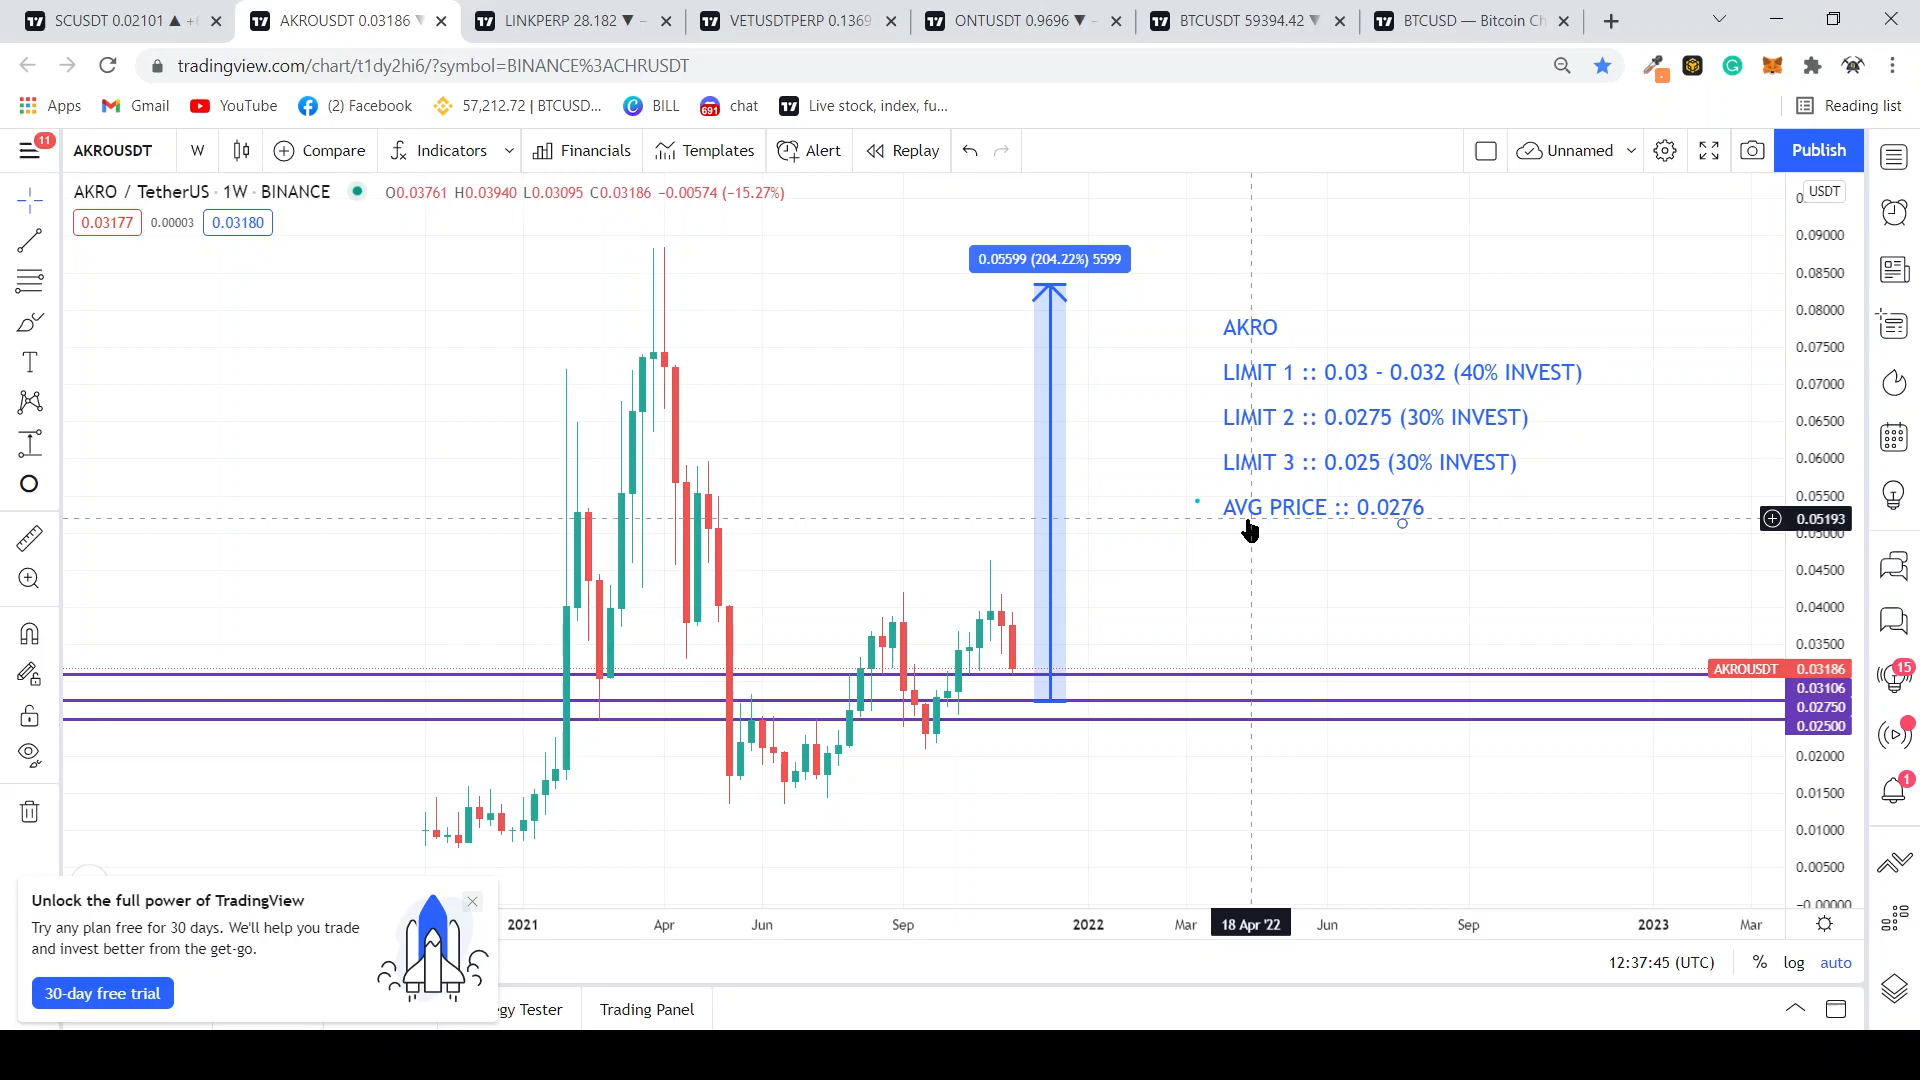 SCUSDT 0.02101 ▲ +
AKROUSDT 0.03186 ▼
LINKPERP 28.182 ▼ −
VETUSDTPERP 0.1369
ONTUSDT 0.9696 ▼ −
BTCUSDT 59394.42 ▼
BTCUSD — Bitcoin Ch
tradingview.com/chart/t1dy2hi6/?symbol=BINANCE%3ACHRUSDT
Apps
Gmail
YouTube
(2) Facebook
57,212.72 | BTCUSD...
BILL
691
chat
Live stock, index, fu...
Reading list
11
AKROUSDT
W
Compare
Indicators
Financials
Templates
Alert
Replay
Unnamed
Publish
AKRO / TetherUS · 1W · BINANCE
O0.03761 H0.03940 L0.03095 C0.03186 −0.00574 (−15.27%)
0.03177
0.00003
0.03180
USDT
0.05599 (204.22%) 5599
AKRO
LIMIT 1 :: 0.03 - 0.032 (40% INVEST)
LIMIT 2 :: 0.0275 (30% INVEST)
LIMIT 3 :: 0.025 (30% INVEST)
AVG PRICE :: 0.0276
0.09000
0.08500
0.08000
0.07500
0.07000
0.06500
0.06000
0.05500
0.05193
0.05000
0.04500
0.04000
0.03500
AKROUSDT 0.03186
0.03106
0.02750
0.02500
0.02000
0.01500
0.01000
0.00500
−0.00000
15
1
2021
Apr
Jun
Sep
2022
Mar
18 Apr '22
Jun
Sep
2023
Mar
Unlock the full power of TradingView
Try any plan free for 30 days. We'll help you trade
and invest better from the get-go.
30-day free trial
12:37:45 (UTC)
%
log
auto
gy Tester
Trading Panel